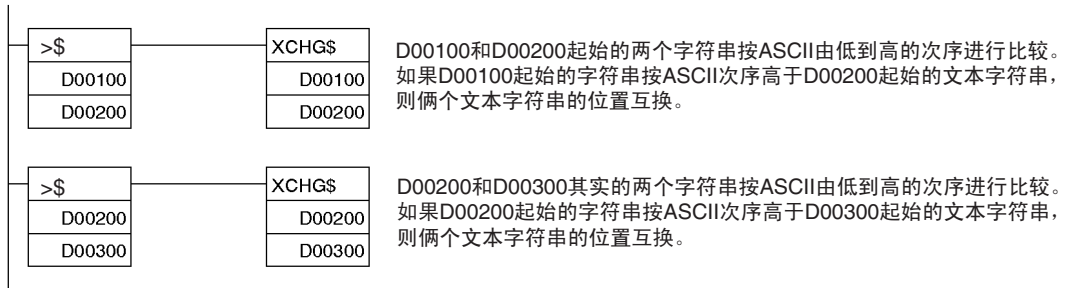 >$
D00100
D00200
XCHG$
D00100
D00200
D00100和D00200起始的两个字符串按ASCII由低到高的次序进行比较。
如果D00100起始的字符串按ASCII次序高于D00200起始的文本字符串，
则俩个文本字符串的位置互换。
>$
D00200
D00300
XCHG$
D00200
D00300
D00200和D00300其实的两个字符串按ASCII由低到高的次序进行比较。
如果D00200起始的字符串按ASCII次序高于D00300起始的文本字符串，
则俩个文本字符串的位置互换。